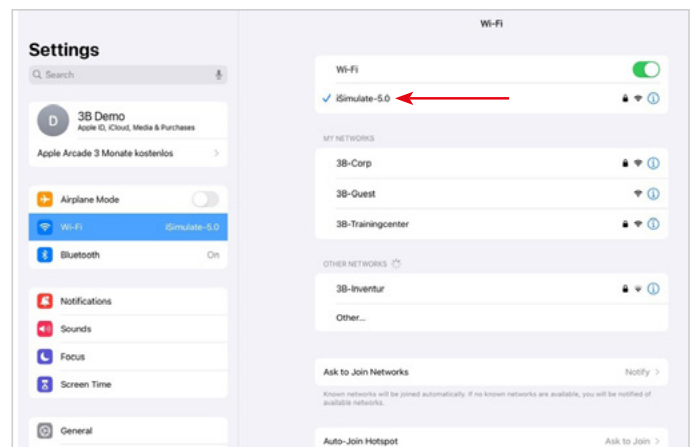 Wi-Fi
Settings
Search
D
3B Demo
Apple ID, iCloud, Media & Purchases
Apple Arcade 3 Monate kostenlos
Airplane Mode
Wi-Fi iSimulate-5.0
Bluetooth On
Notifications
Sounds
Focus
Screen Time
General
Wi-Fi
iSimulate-5.0
MY NETWORKS
3B-Corp
3B-Guest
3B-Trainingcenter
OTHER NETWORKS
3B-Inventur
Other...
Ask to Join Networks Notify
Known networks will be joined automatically. If no known networks are available, you will be notified of
available networks.
Auto-Join Hotspot Ask to Join